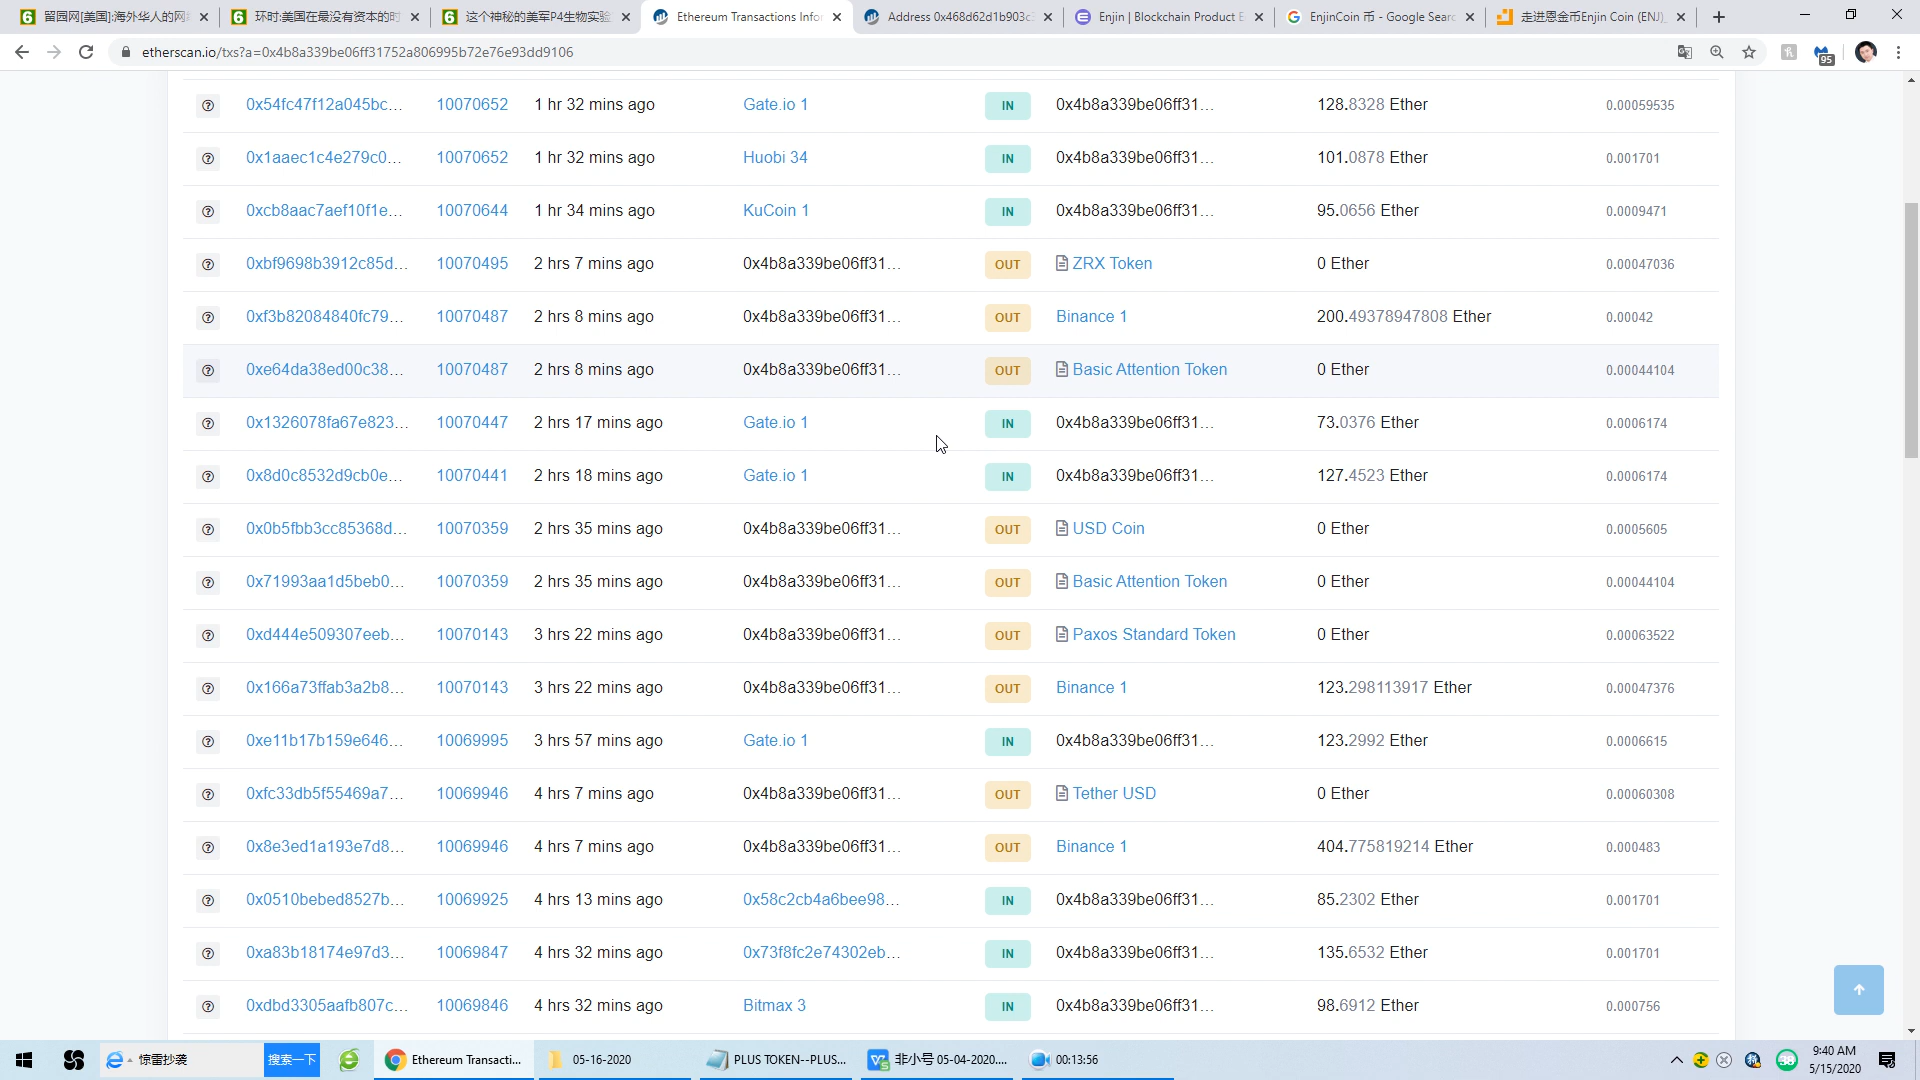 留园网[美国]:海外华人的网 环时:美国在最没有资本的时 这个神秘的美军P4生物实验 Ethereum Transactions Infor Address 0x468d62d1b903c3 Enjin | Blockchain Product E EnjinCoin 币 - Google Searc 走进恩金币Enjin Coin (ENJ)_
etherscan.io/txs?a=0x4b8a339be06ff31752a806995b72e76e93dd9106 95
0x54fc47f12a045bc... 10070652 1 hr 32 mins ago Gate.io 1 IN 0x4b8a339be06ff31... 128.8328 Ether 0.00059535
0x1aaec1c4e279c0... 10070652 1 hr 32 mins ago Huobi 34 IN 0x4b8a339be06ff31... 101.0878 Ether 0.001701
0xcb8aac7aef10f1e... 10070644 1 hr 34 mins ago KuCoin 1 IN 0x4b8a339be06ff31... 95.0656 Ether 0.0009471
0xbf9698b3912c85d... 10070495 2 hrs 7 mins ago 0x4b8a339be06ff31... OUT ZRX Token 0 Ether 0.00047036
0xf3b82084840fc79... 10070487 2 hrs 8 mins ago 0x4b8a339be06ff31... OUT Binance 1 200.49378947808 Ether 0.00042
0xe64da38ed00c38... 10070487 2 hrs 8 mins ago 0x4b8a339be06ff31... OUT Basic Attention Token 0 Ether 0.00044104
0x1326078fa67e823... 10070447 2 hrs 17 mins ago Gate.io 1 IN 0x4b8a339be06ff31... 73.0376 Ether 0.0006174
0x8d0c8532d9cb0e... 10070441 2 hrs 18 mins ago Gate.io 1 IN 0x4b8a339be06ff31... 127.4523 Ether 0.0006174
0x0b5fbb3cc85368d... 10070359 2 hrs 35 mins ago 0x4b8a339be06ff31... OUT USD Coin 0 Ether 0.0005605
0x71993aa1d5beb0... 10070359 2 hrs 35 mins ago 0x4b8a339be06ff31... OUT Basic Attention Token 0 Ether 0.00044104
0xd444e509307eeb... 10070143 3 hrs 22 mins ago 0x4b8a339be06ff31... OUT Paxos Standard Token 0 Ether 0.00063522
0x166a73ffab3a2b8... 10070143 3 hrs 22 mins ago 0x4b8a339be06ff31... OUT Binance 1 123.298113917 Ether 0.00047376
0xe11b17b159e646... 10069995 3 hrs 57 mins ago Gate.io 1 IN 0x4b8a339be06ff31... 123.2992 Ether 0.0006615
0xfc33db5f55469a7... 10069946 4 hrs 7 mins ago 0x4b8a339be06ff31... OUT Tether USD 0 Ether 0.00060308
0x8e3ed1a193e7d8... 10069946 4 hrs 7 mins ago 0x4b8a339be06ff31... OUT Binance 1 404.775819214 Ether 0.000483
0x0510bebed8527b... 10069925 4 hrs 13 mins ago 0x58c2cb4a6bee98... IN 0x4b8a339be06ff31... 85.2302 Ether 0.001701
0xa83b18174e97d3... 10069847 4 hrs 32 mins ago 0x73f8fc2e74302eb... IN 0x4b8a339be06ff31... 135.6532 Ether 0.001701
0xdbd3305aafb807c... 10069846 4 hrs 32 mins ago Bitmax 3 IN 0x4b8a339be06ff31... 98.6912 Ether 0.000756
惊雷抄袭 搜索一下 Ethereum Transacti... 05-16-2020 PLUS TOKEN--PLUS... 非小号 05-04-2020.... 00:13:56 9:40 AM
5/15/2020